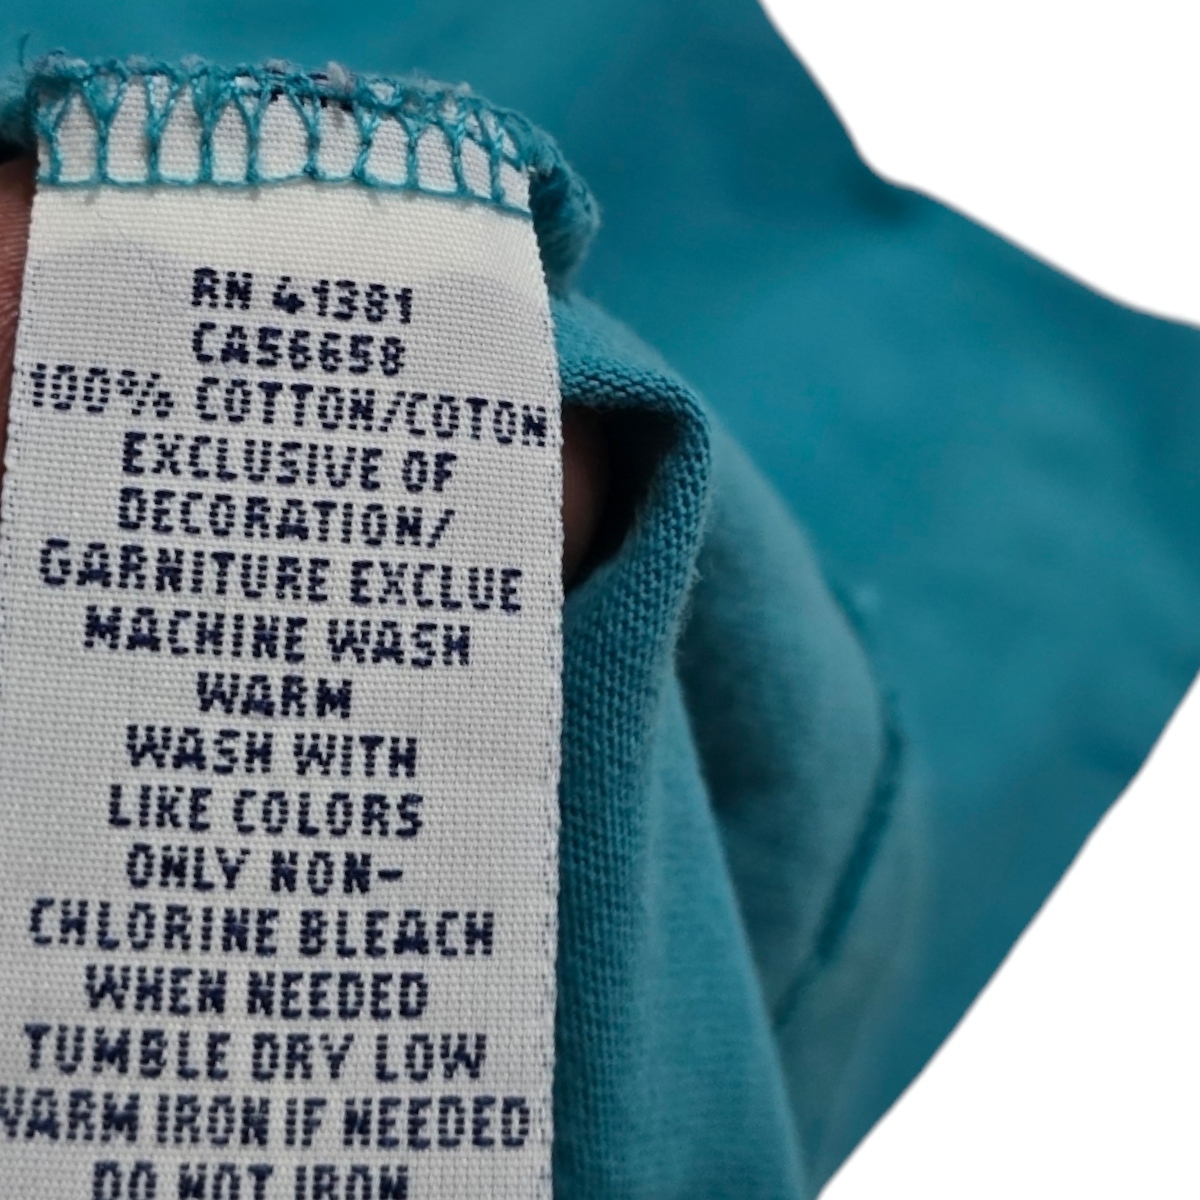 RN 41381
CA56658
100% COTTON/COTON
EXCLUSIVE OF
DECORATION/
GARNITURE EXCLUE
MACHINE WASH
WARM
WASH WITH
LIKE COLORS
ONLY NON-
CHLORINE BLEACH
WHEN NEEDED
TUMBLE DRY LOW
WARM IRON IF NEEDED
DO NOT IRON